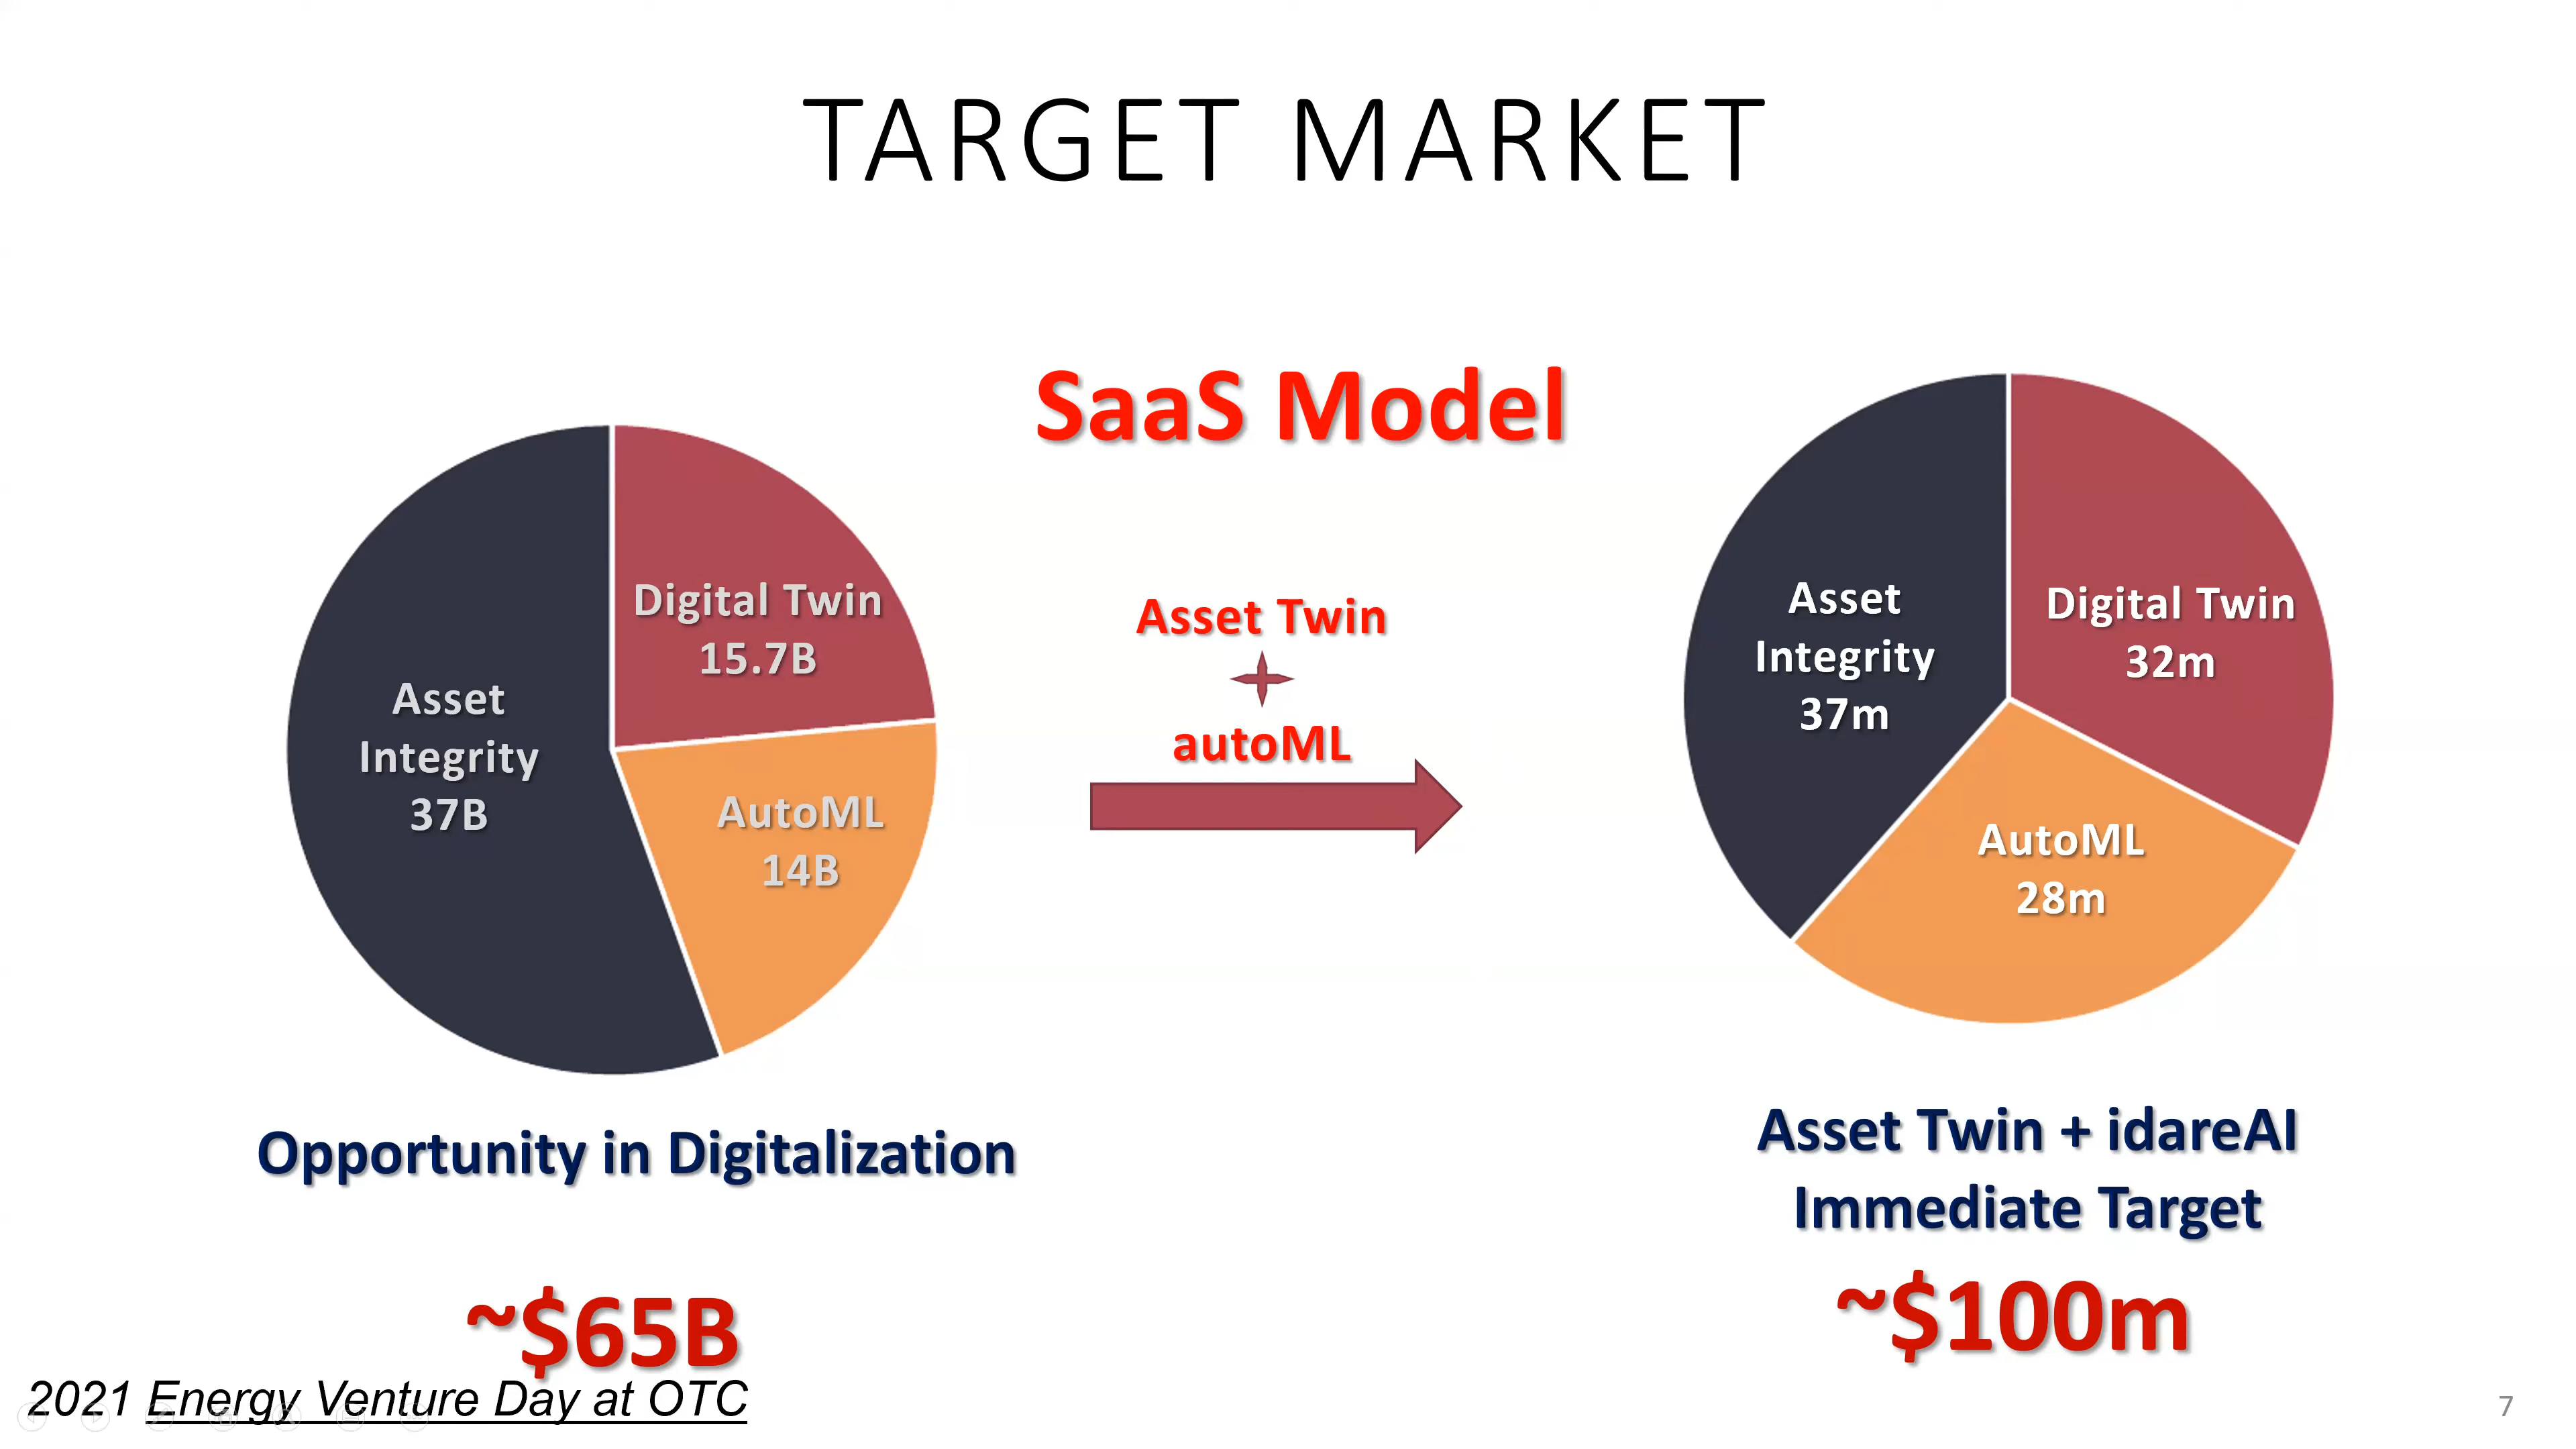 TARGET MARKET
SaaS Model
Digital Twin
15.7B
Asset
Integrity
37B
AutoML
14B
Asset Twin
autoML
Asset
Integrity
37m
Digital Twin
32m
AutoML
28m
Opportunity in Digitalization
~$65B
Asset Twin + idareAI
Immediate Target
~$100m
2021 Energy Venture Day at OTC
7